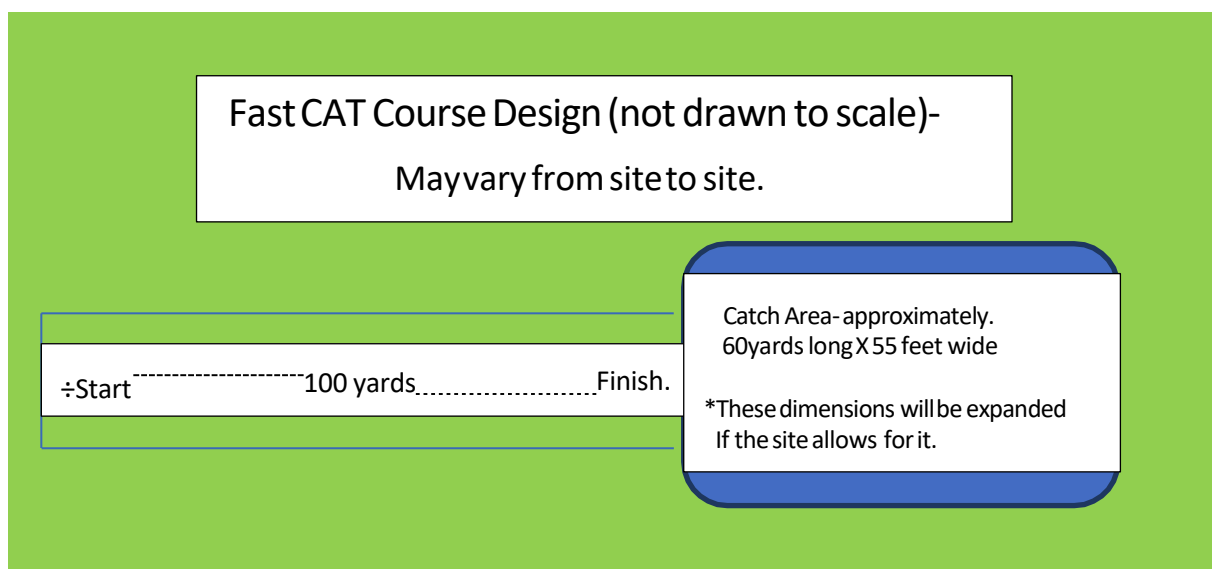 Fast CAT Course Design (not drawn to scale)-
May vary from site to site.
Catch Area- approximately.
60yards long X 55 feet wide
÷Start----------------------100 yards.......................Finish.
*These dimensions will be expanded
If the site allows for it.